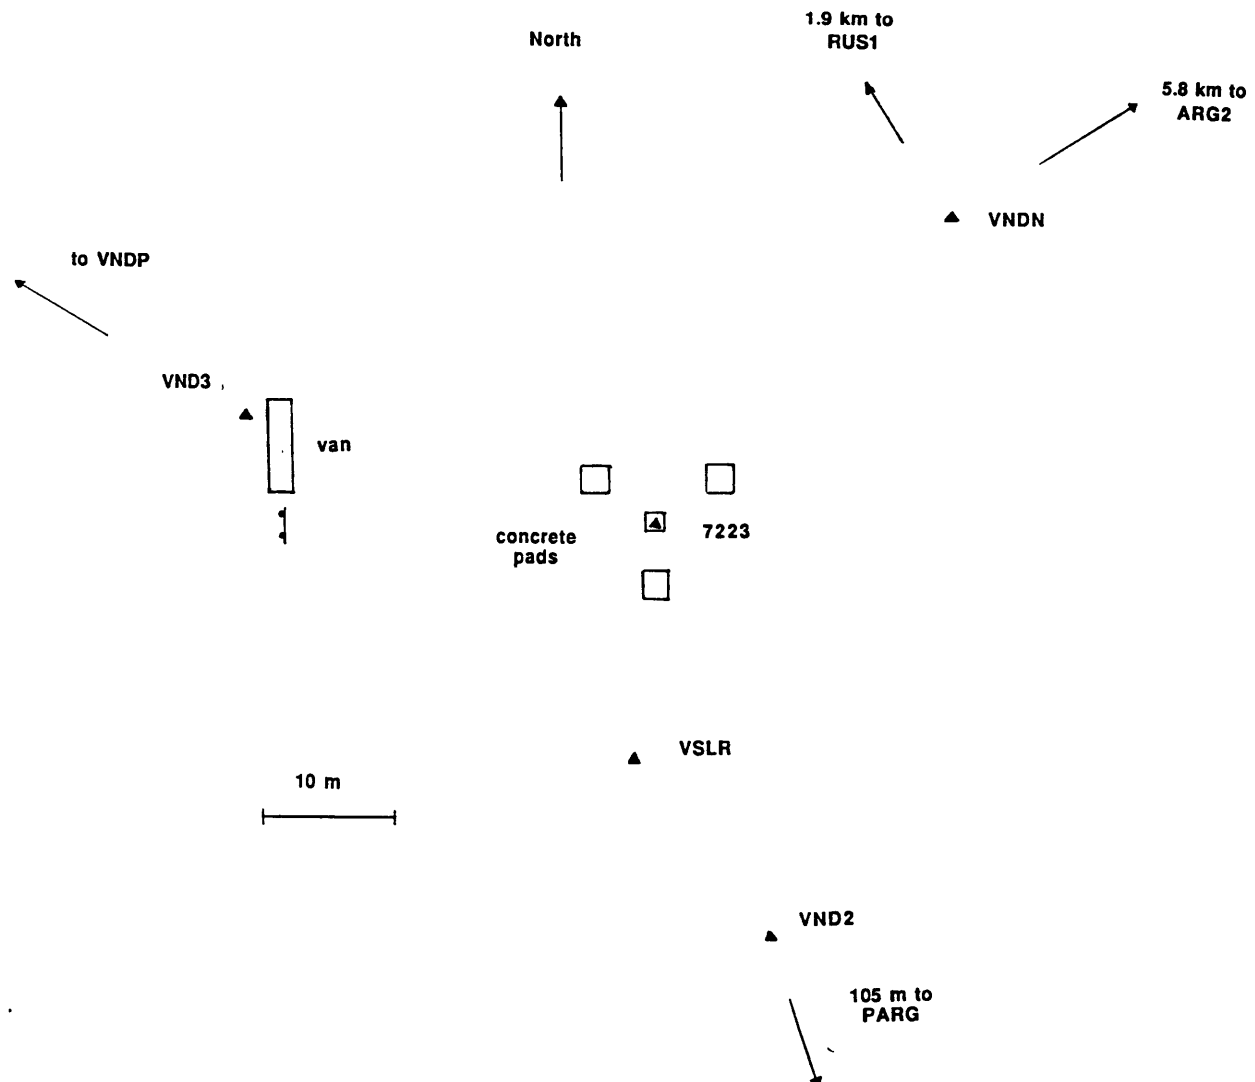 North
1.9 km to
RUS1
5.8 km to
ARG2
VNDN
to VNDP
VND3
van
concrete
pads
7223
VSLR
10 m
VND2
105 m to
PARG